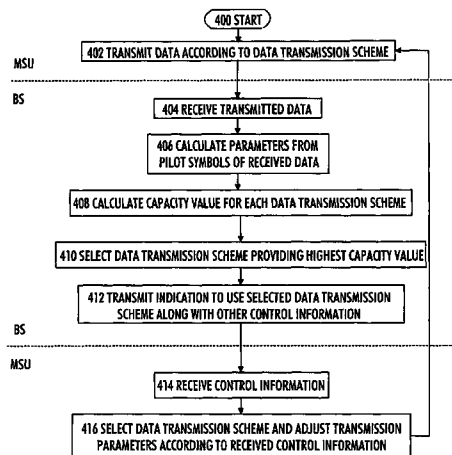 400 START
402 TRANSMIT DATA ACCORDING TO DATA TRANSMISSION SCHEME
MSU
BS
404 RECEIVE TRANSMITTED DATA
406 CALCULATE PARAMETERS FROM
PILOT SYMBOLS OF RECEIVED DATA
408 CALCULATE CAPACITY VALUE FOR EACH DATA TRANSMISSION SCHEME
410 SELECT DATA TRANSMISSION SCHEME PROVIDING HIGHEST CAPACITY VALUE
412 TRANSMIT INDICATION TO USE SELECTED DATA TRANSMISSION
SCHEME ALONG WITH OTHER CONTROL INFORMATION
BS
MSU
414 RECEIVE CONTROL INFORMATION
416 SELECT DATA TRANSMISSION SCHEME AND ADJUST TRANSMISSION
PARAMETERS ACCORDING TO RECEIVED CONTROL INFORMATION